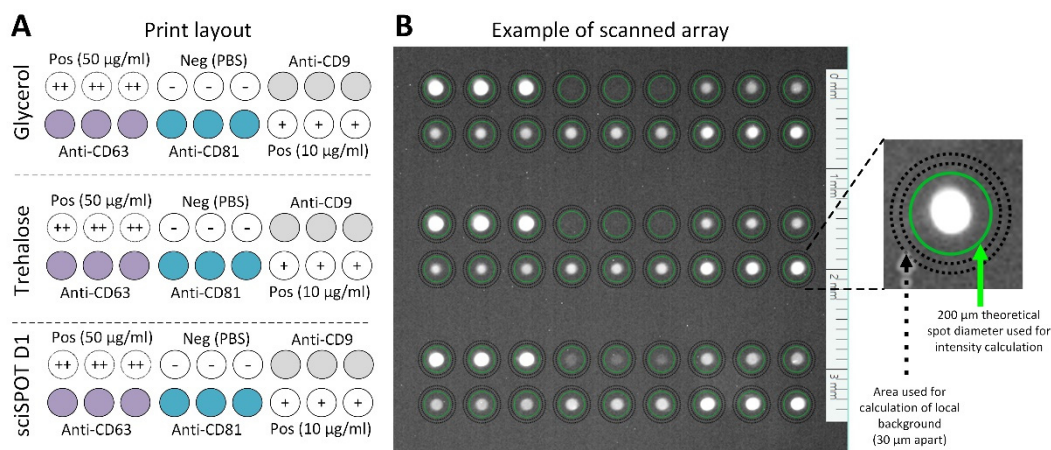 A
Print layout
Pos (50 µg/ml) Neg (PBS) Anti-CD9
Glycerol
++ ++ ++ - - -
+ + +
Anti-CD63 Anti-CD81 Pos (10 µg/ml)
Pos (50 µg/ml) Neg (PBS) Anti-CD9
Trehalose
++ ++ ++ - - -
+ + +
Anti-CD63 Anti-CD81 Pos (10 µg/ml)
Pos (50 µg/ml) Neg (PBS) Anti-CD9
sciSPOT D1
++ ++ ++ - - -
+ + +
Anti-CD63 Anti-CD81 Pos (10 µg/ml)
B
Example of scanned array
0 mm
1 mm
2 mm
3 mm
200 µm theoretical
spot diameter used for
intensity calculation
Area used for
calculation of local
background
(30 µm apart)